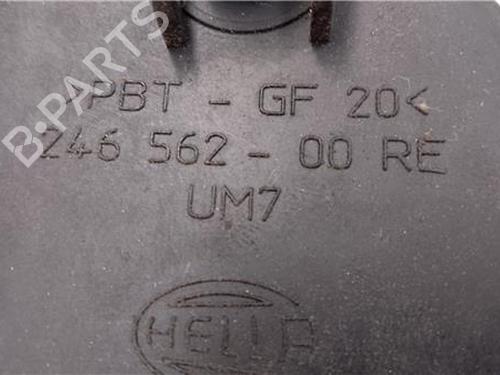 B-PARTS
>PBT - GF 20<
246 562 - 00 RE
UM7
HELLA